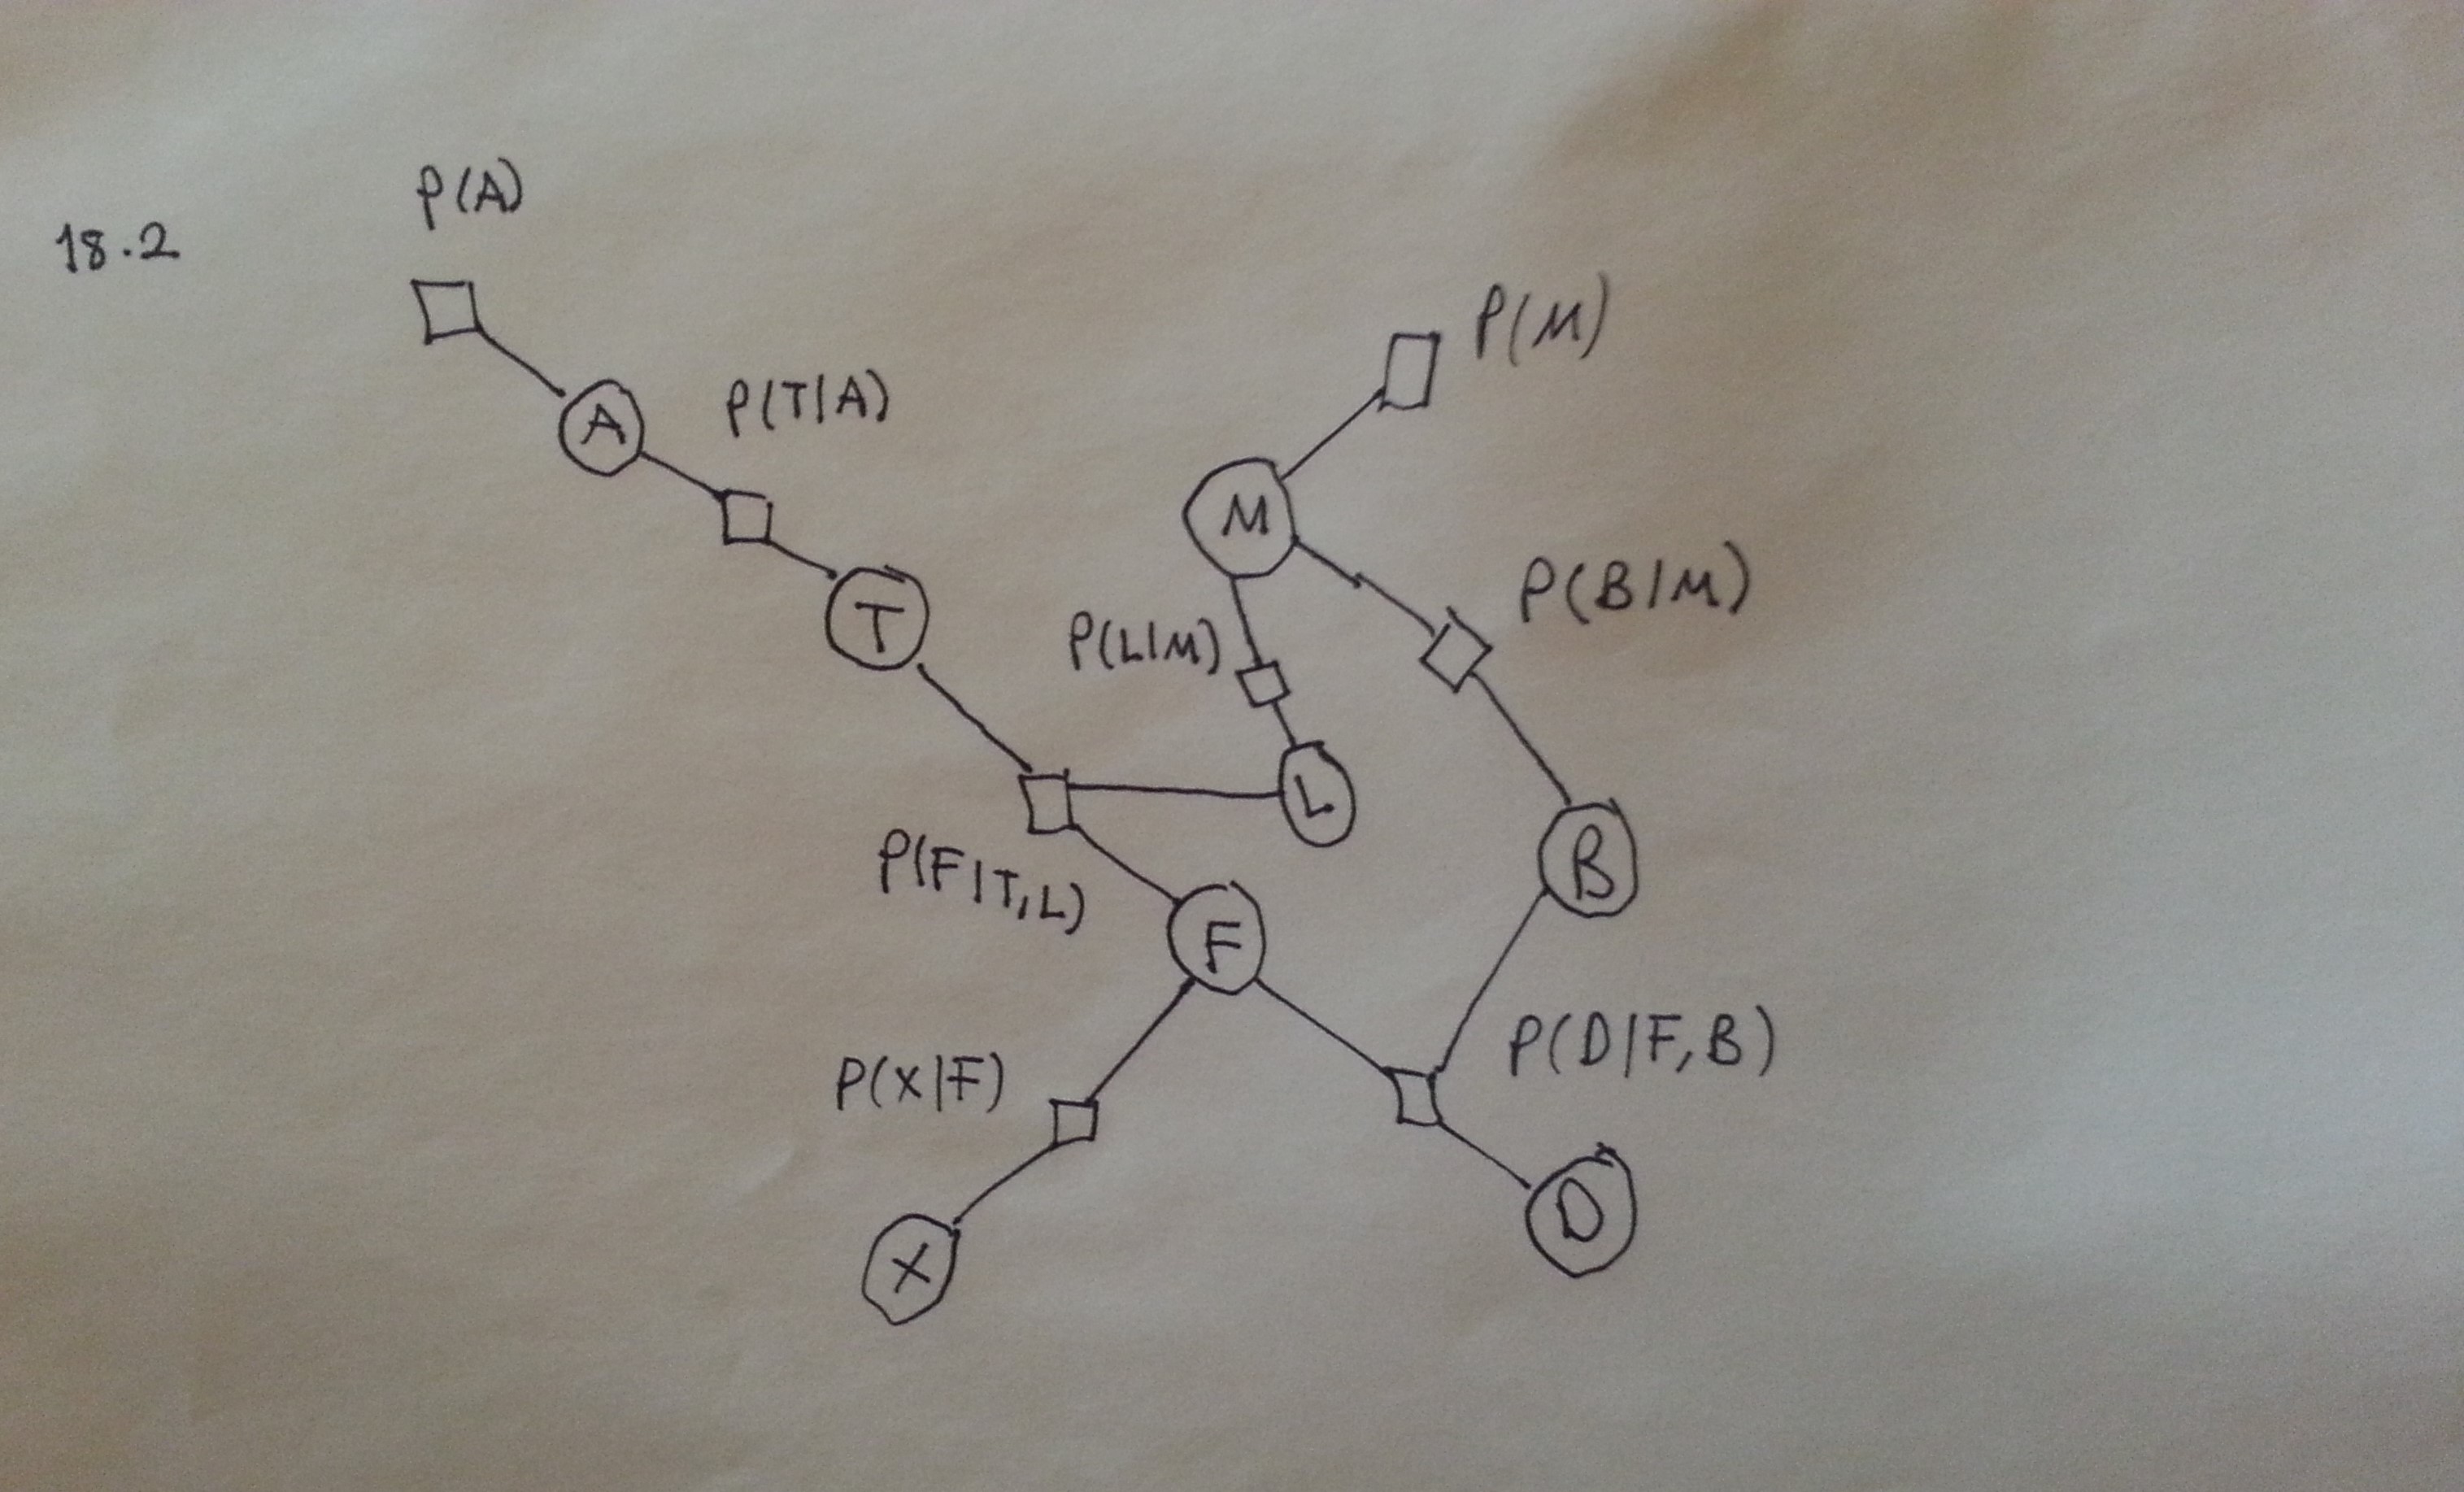 18.2
P(A)
P(M)
A
P(T|A)
M
P(B|M)
T
P(L|M)
L
P(F|T,L)
B
F
P(X|F)
P(D|F,B)
X
D